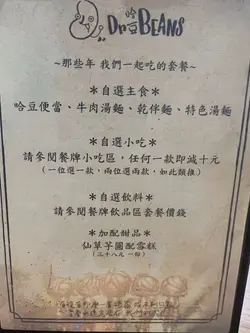 哈豆
Dr BEANS
~那些年 我們一起吃的套餐~
＊自選主食＊
哈豆便當、牛肉湯麵、乾伴麵、特色湯麵
＊自選小吃＊
請參閱餐牌小吃區，任何一款即減十元
（一位選一款，兩位選兩款，如此類推）
＊自選飲料＊
請參閱餐牌飲品區套餐價錢
＊加配甜品＊
仙草芋圓配雪糕
（三十八元 一份）